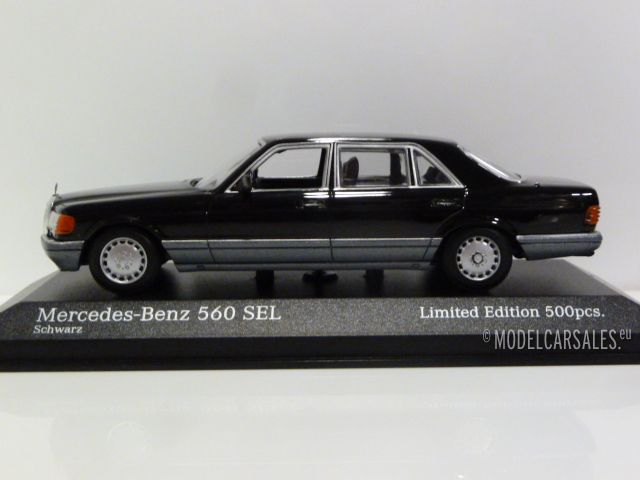 Mercedes-Benz 560 SEL
Schwarz
Limited Edition 500pcs.
© MODELCARSALES.eu